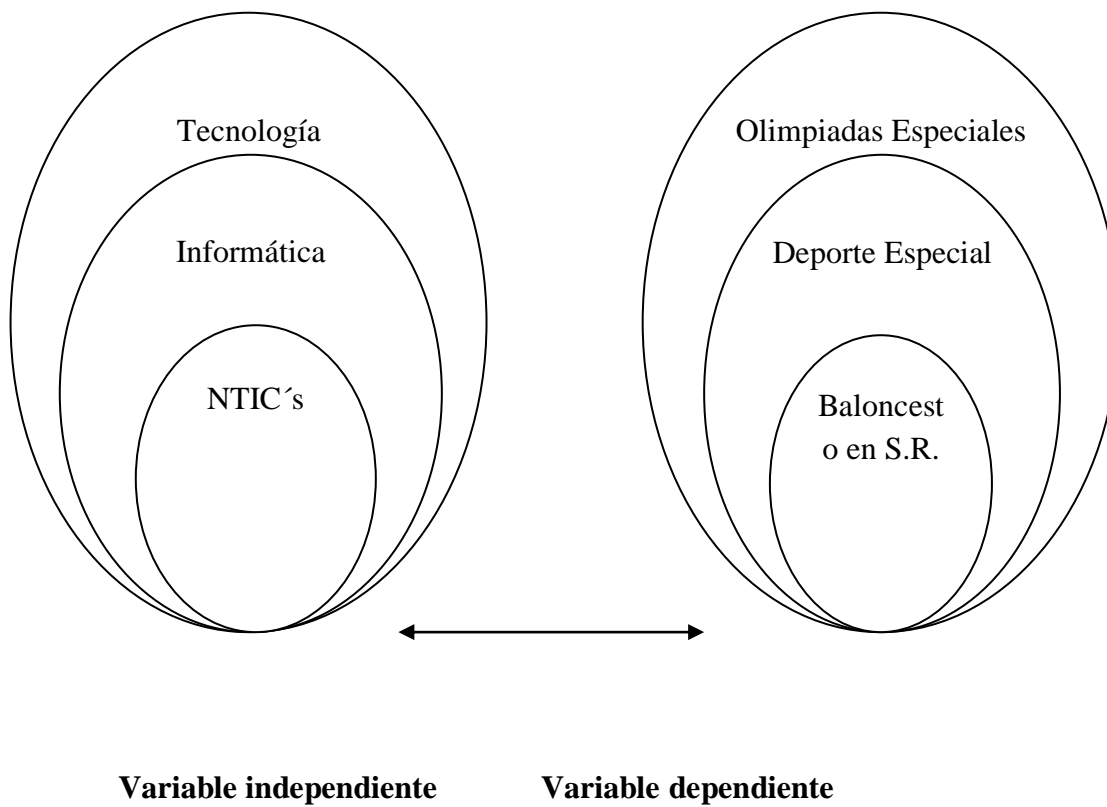 Tecnología
Olimpiadas Especiales
Informática
Deporte Especial
NTIC´s
Baloncest
o en S.R.
Variable independiente
Variable dependiente